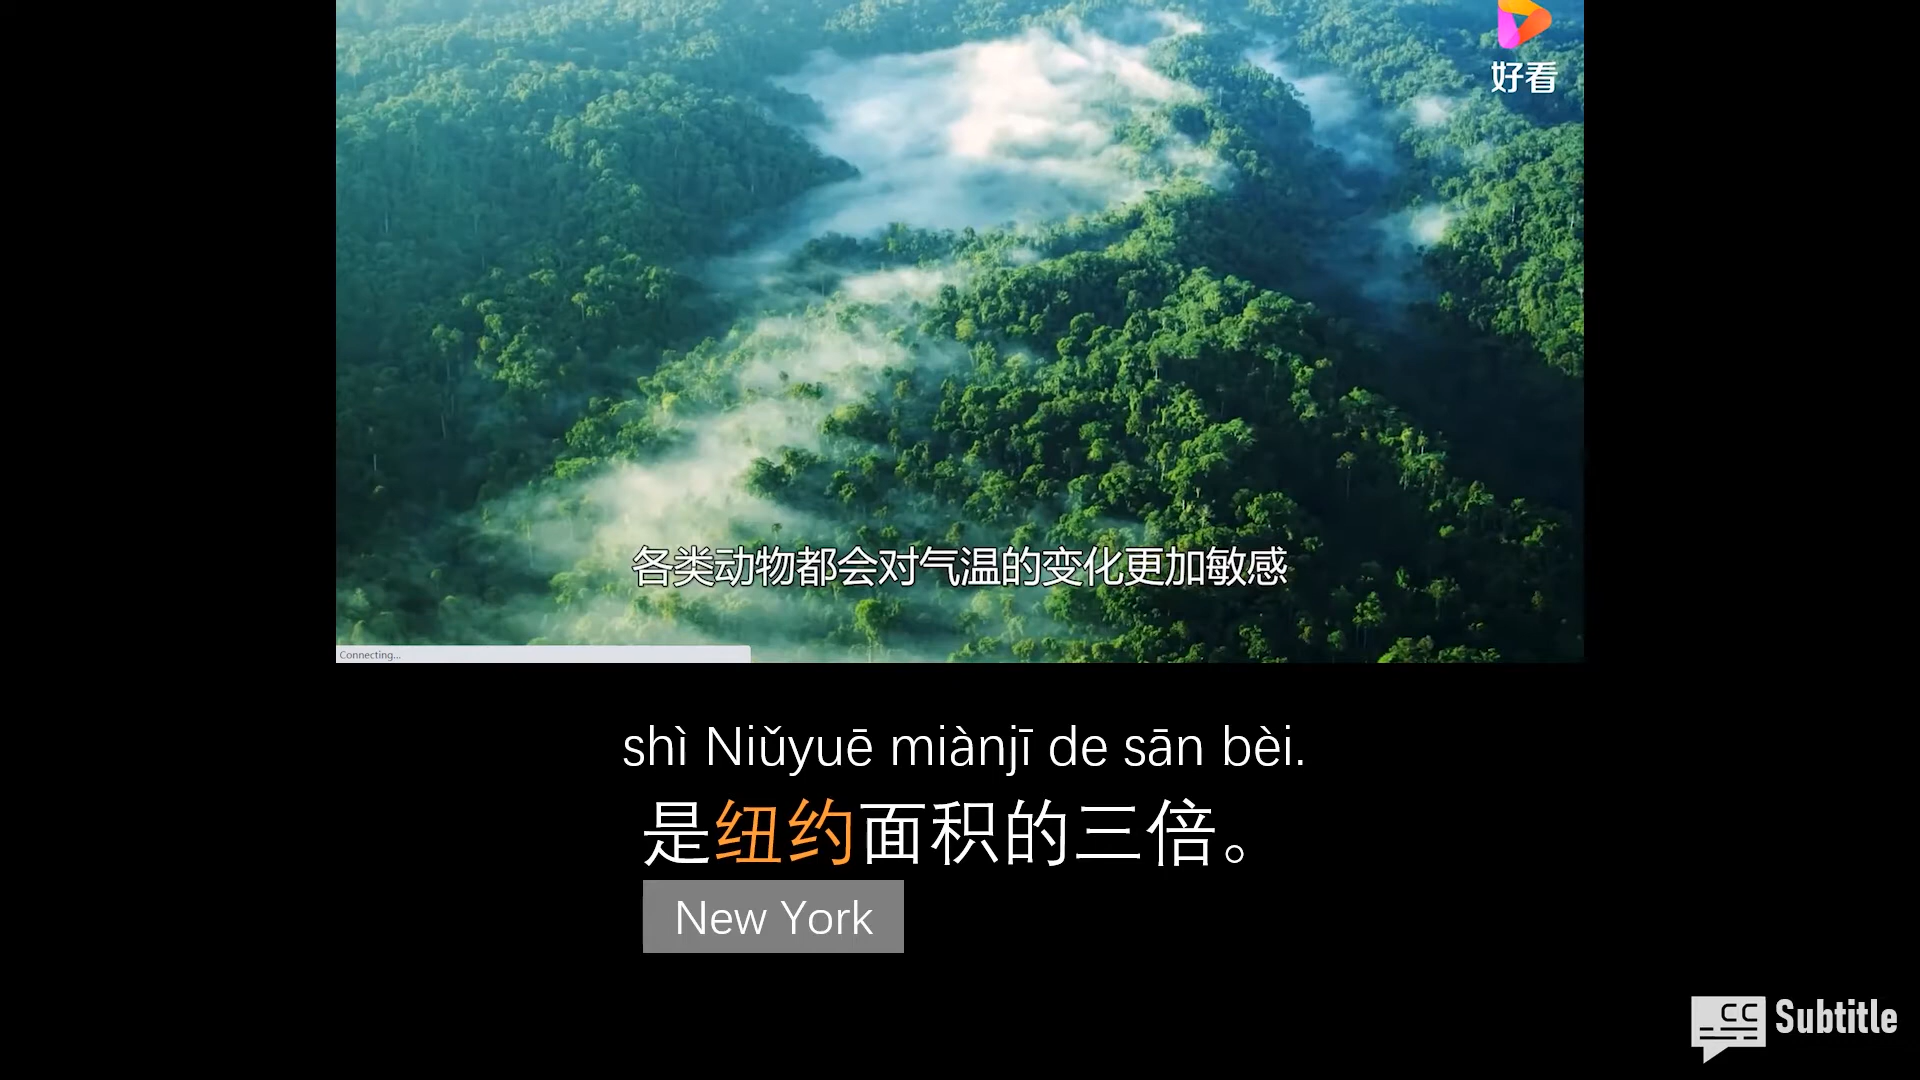 好看
各类动物都会对气温的变化更加敏感
Connecting...
shì Niǔyuē miànjī de sān bèi.
是纽约面积的三倍。
New York
CC Subtitle